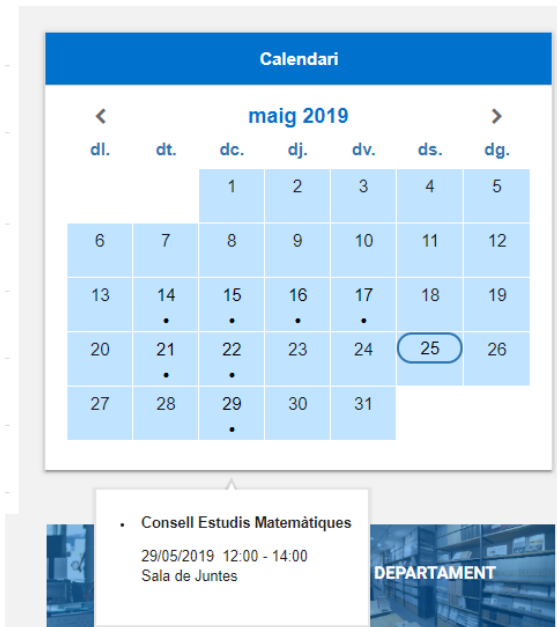 Calendari
maig 2019
dl. dt. dc. dj. dv. ds. dg.
1 2 3 4 5
6 7 8 9 10 11 12
13 14 15 16 17 18 19
20 21 22 23 24 25 26
27 28 29 30 31
• Consell Estudis Matemàtiques
29/05/2019 12:00 - 14:00
Sala de Juntes
DEPARTAMENT